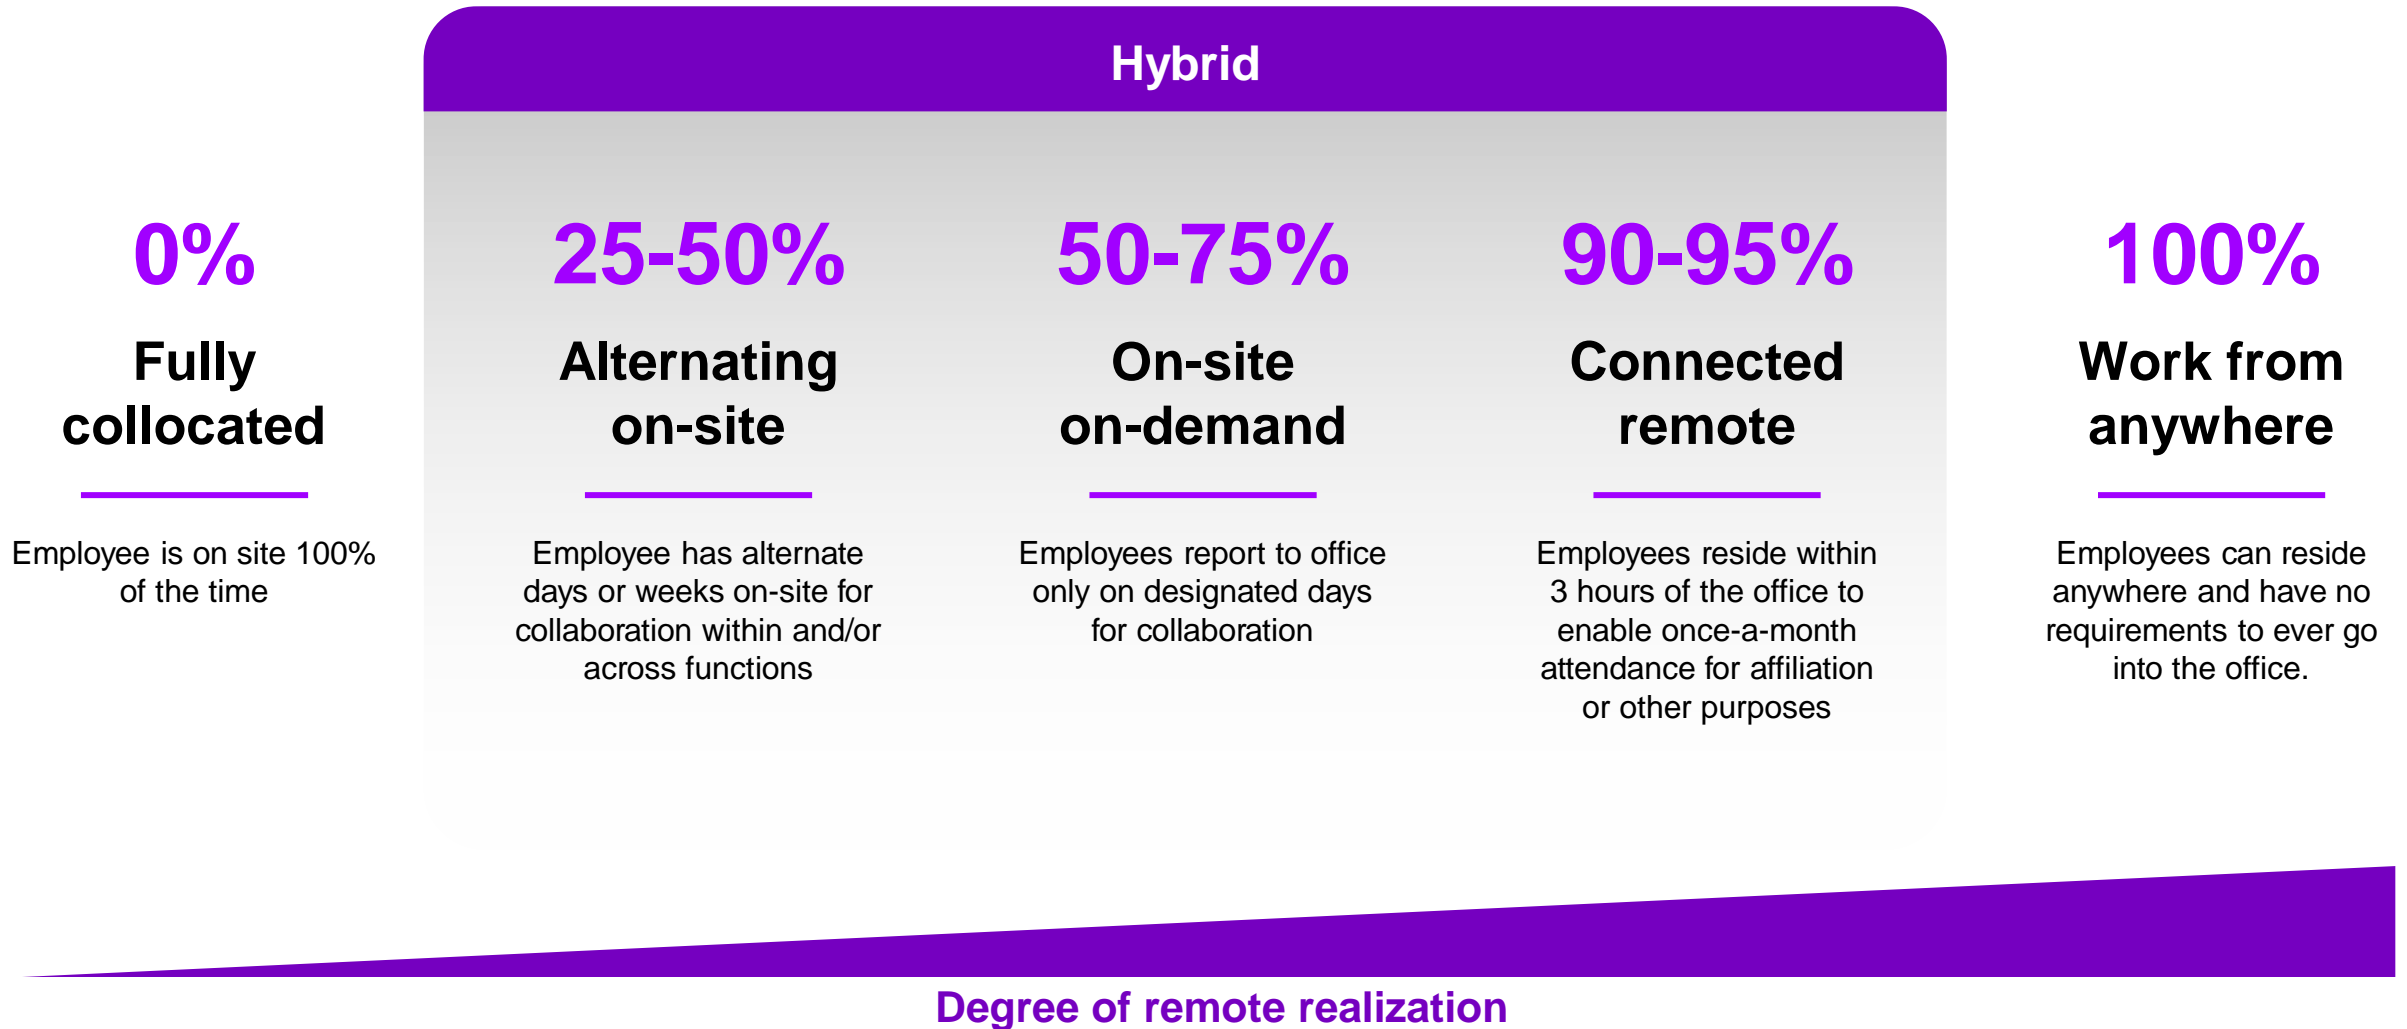 Hybrid
0%
Fully
collocated
Employee is on site 100%
of the time
25-50%
Alternating
on-site
Employee has alternate
days or weeks on-site for
collaboration within and/or
across functions
50-75%
On-site
on-demand
Employees report to office
only on designated days
for collaboration
90-95%
Connected
remote
Employees reside within
3 hours of the office to
enable once-a-month
attendance for affiliation
or other purposes
100%
Work from
anywhere
Employees can reside
anywhere and have no
requirements to ever go
into the office.
Degree of remote realization